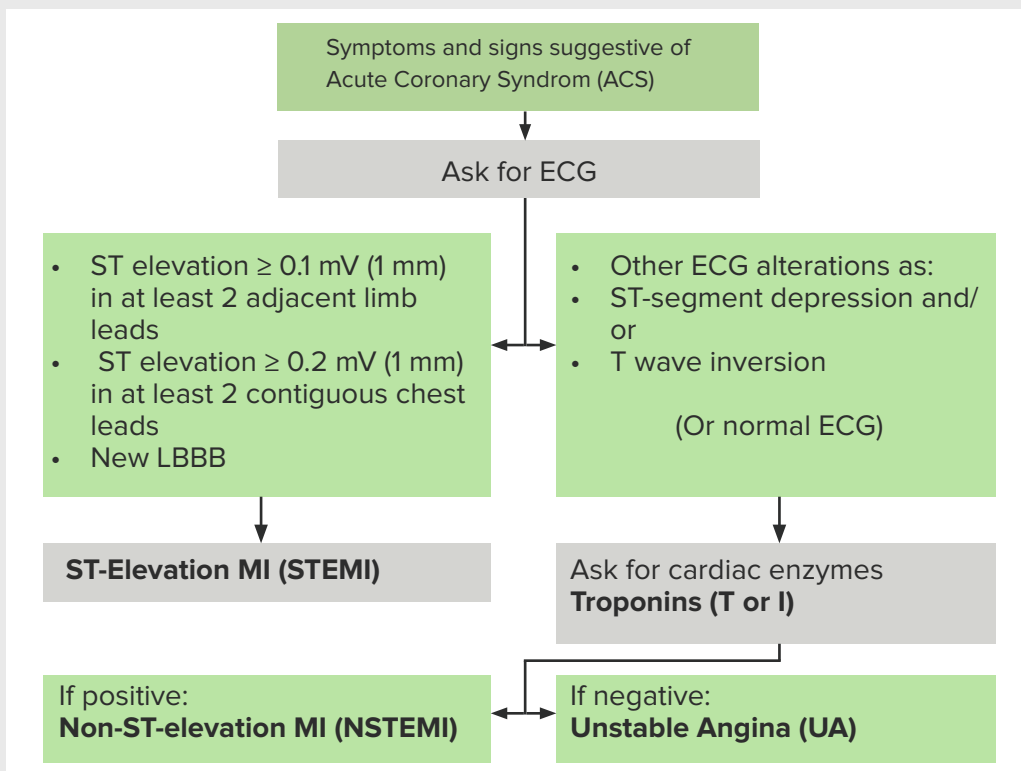 Symptoms and signs suggestive of
Acute Coronary Syndrom (ACS)
Ask for ECG
• ST elevation ≥ 0.1 mV (1 mm)
in at least 2 adjacent limb
leads
• ST elevation ≥ 0.2 mV (1 mm)
in at least 2 contiguous chest
leads
• New LBBB
• Other ECG alterations as:
• ST-segment depression and/
or
• T wave inversion
(Or normal ECG)
ST-Elevation MI (STEMI)
Ask for cardiac enzymes
Troponins (T or I)
If positive:
Non-ST-elevation MI (NSTEMI)
If negative:
Unstable Angina (UA)